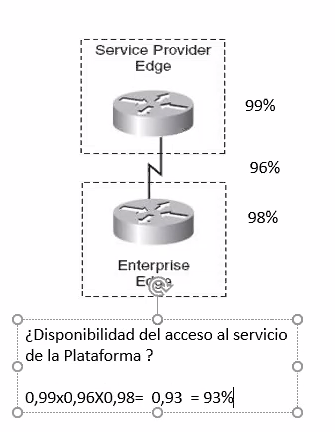 Service Provider
Edge
99%
96%
98%
Enterprise
Edge
¿Disponibilidad del acceso al servicio
de la Plataforma ?
0,99x0,96X0,98= 0,93 = 93%